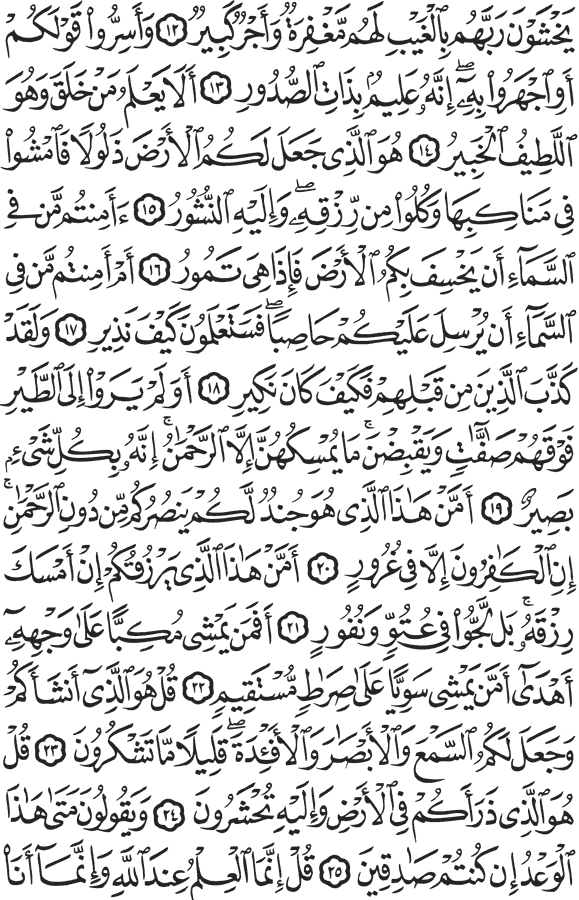 يَخْشَوْنَ رَبَّهُم بِٱلْغَيْبِ لَهُم مَّغْفِرَةٌ وَأَجْرٌ كَبِيرٌ ١٢ وَأَسِرُّوا۟ قَوْلَكُمْ
أَوِ ٱجْهَرُوا۟ بِهِۦٓ ۖ إِنَّهُۥ عَلِيمٌۢ بِذَاتِ ٱلصُّدُورِ ١٣ أَلَا يَعْلَمُ مَنْ خَلَقَ وَهُوَ
ٱللَّطِيفُ ٱلْخَبِيرُ ١٤ هُوَ ٱلَّذِى جَعَلَ لَكُمُ ٱلْأَرْضَ ذَلُولًا فَٱمْشُوا۟
فِى مَنَاكِبِهَا وَكُلُوا۟ مِن رِّزْقِهِۦ ۖ وَإِلَيْهِ ٱلنُّشُورُ ١٥ ءَأَمِنتُم مَّن فِى
ٱلسَّمَآءِ أَن يَخْسِفَ بِكُمُ ٱلْأَرْضَ فَإِذَا هِىَ تَمُورُ ١٦ أَمْ أَمِنتُم مَّن فِى
ٱلسَّمَآءِ أَن يُرْسِلَ عَلَيْكُمْ حَاصِبًا ۖ فَسَتَعْلَمُونَ كَيْفَ نَذِيرِ ١٧ وَلَقَدْ
كَذَّبَ ٱلَّذِينَ مِن قَبْلِهِمْ فَكَيْفَ كَانَ نَكِيرِ ١٨ أَوَلَمْ يَرَوْا۟ إِلَى ٱلطَّيْرِ
فَوْقَهُمْ صَٰٓفَّٰتٍ وَيَقْبِضْنَ ۚ مَا يُمْسِكُهُنَّ إِلَّا ٱلرَّحْمَٰنُ ۚ إِنَّهُۥ بِكُلِّ شَىْءٍۭ
بَصِيرٌ ١٩ أَمَّنْ هَٰذَا ٱلَّذِى هُوَ جُندٌ لَّكُمْ يَنصُرُكُم مِّن دُونِ ٱلرَّحْمَٰنِ ۚ
إِنِ ٱلْكَٰفِرُونَ إِلَّا فِى غُرُورٍ ٢٠ أَمَّنْ هَٰذَا ٱلَّذِى يَرْزُقُكُمْ إِنْ أَمْسَكَ
رِزْقَهُۥ ۚ بَل لَّجُّوا۟ فِى عُتُوٍّ وَنُفُورٍ ٢١ أَفَمَن يَمْشِى مُكِبًّا عَلَىٰ وَجْهِهِۦٓ
أَهْدَىٰٓ أَمَّن يَمْشِى سَوِيًّا عَلَىٰ صِرَٰطٍ مُّسْتَقِيمٍ ٢٢ قُلْ هُوَ ٱلَّذِىٓ أَنشَأَكُمْ
وَجَعَلَ لَكُمُ ٱلسَّمْعَ وَٱلْأَبْصَٰرَ وَٱلْأَفْـِٔدَةَ ۖ قَلِيلًا مَّا تَشْكُرُونَ ٢٣ قُلْ
هُوَ ٱلَّذِى ذَرَأَكُمْ فِى ٱلْأَرْضِ وَإِلَيْهِ تُحْشَرُونَ ٢٤ وَيَقُولُونَ مَتَىٰ هَٰذَا
ٱلْوَعْدُ إِن كُنتُمْ صَٰدِقِينَ ٢٥ قُلْ إِنَّمَا ٱلْعِلْمُ عِندَ ٱللَّهِ وَإِنَّمَآ أَنَا۠